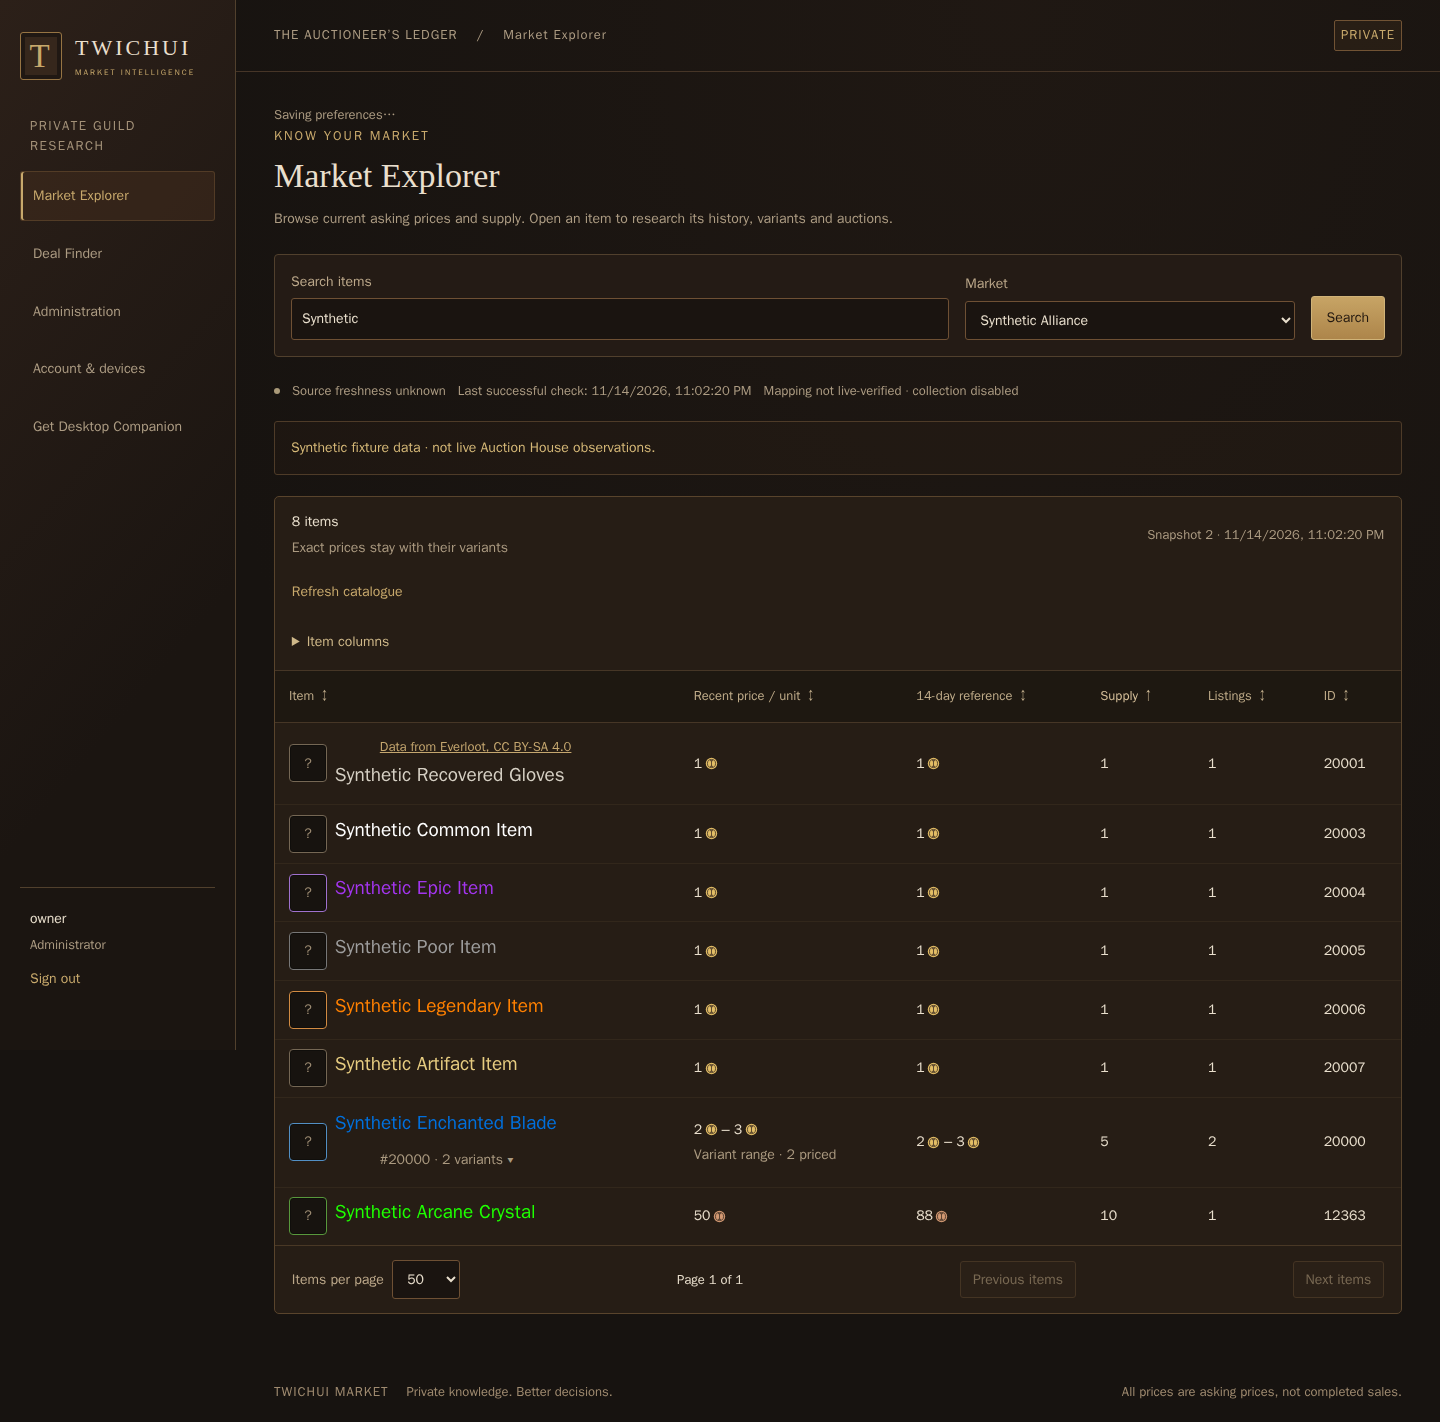 T
TWICHUI
MARKET INTELLIGENCE
PRIVATE GUILD
RESEARCH
Market Explorer
Deal Finder
Administration
Account & devices
Get Desktop Companion
owner
Administrator
Sign out
THE AUCTIONEER'S LEDGER / Market Explorer
PRIVATE
Saving preferences···
KNOW YOUR MARKET
Market Explorer
Browse current asking prices and supply. Open an item to research its history, variants and auctions.
Search items
Market
Synthetic
Synthetic Alliance
Search
Source freshness unknown Last successful check: 11/14/2026, 11:02:20 PM Mapping not live-verified · collection disabled
Synthetic fixture data · not live Auction House observations.
8 items
Exact prices stay with their variants
Snapshot 2 · 11/14/2026, 11:02:20 PM
Refresh catalogue
▶ Item columns
Item ↕ Recent price / unit ↕ 14-day reference ↕ Supply ↑ Listings ↕ ID ↕
Data from Everloot, CC BY-SA 4.0
? Synthetic Recovered Gloves 1 1 1 1 20001
? Synthetic Common Item 1 1 1 1 20003
? Synthetic Epic Item 1 1 1 1 20004
? Synthetic Poor Item 1 1 1 1 20005
? Synthetic Legendary Item 1 1 1 1 20006
? Synthetic Artifact Item 1 1 1 1 20007
? Synthetic Enchanted Blade 2 – 3 2 – 3 5 2 20000
#20000 · 2 variants ▾ Variant range · 2 priced
? Synthetic Arcane Crystal 50 88 10 1 12363
Items per page 50 Page 1 of 1 Previous items Next items
TWICHUI MARKET Private knowledge. Better decisions. All prices are asking prices, not completed sales.